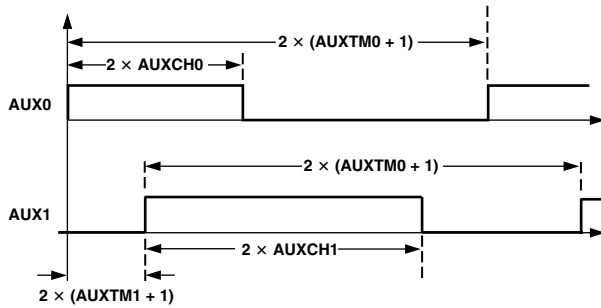 2 × (AUXTM0 + 1)
2 × AUXCH0
AUX0
2 × (AUXTM0 + 1)
AUX1
2 × AUXCH1
2 × (AUXTM1 + 1)